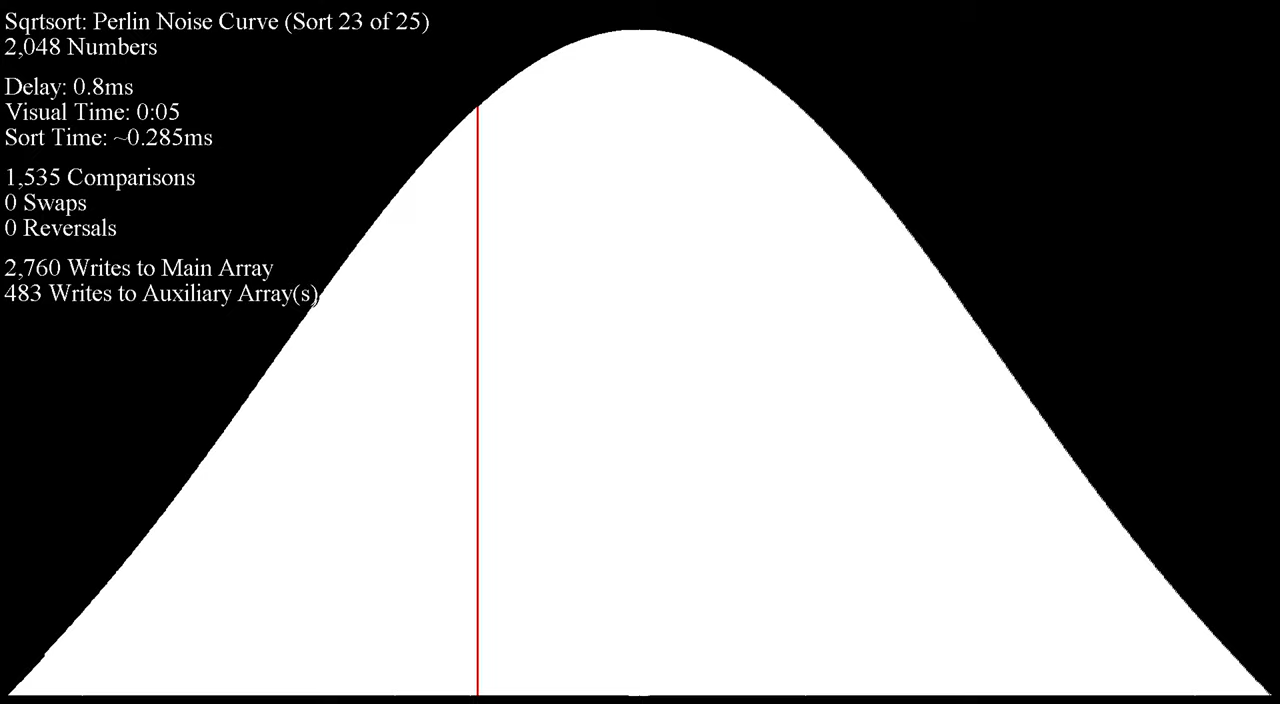 Sqrtsort: Perlin Noise Curve (Sort 23 of 25)
2,048 Numbers
Delay: 0.8ms
Visual Time: 0:05
Sort Time: ~0.285ms
1,535 Comparisons
0 Swaps
0 Reversals
2,760 Writes to Main Array
483 Writes to Auxiliary Array(s)